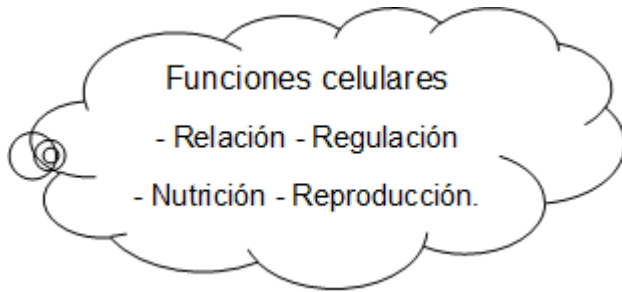 Funciones celulares
- Relación - Regulación
- Nutrición - Reproducción.